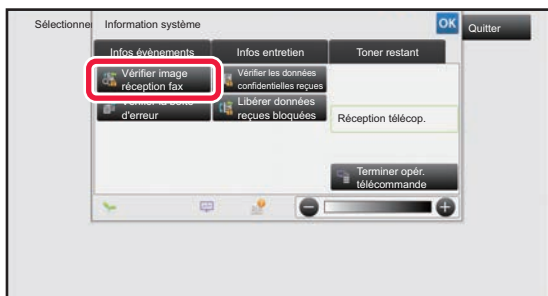 Sélectionne
Information système
OK
Quitter
Infos évènements
Infos entretien
Toner restant
Vérifier image
réception fax
Vérifier les données
confidentielles reçues
d'erreur
Libérer données
reçues bloquées
Réception télécop.
Terminer opér.
télécommande